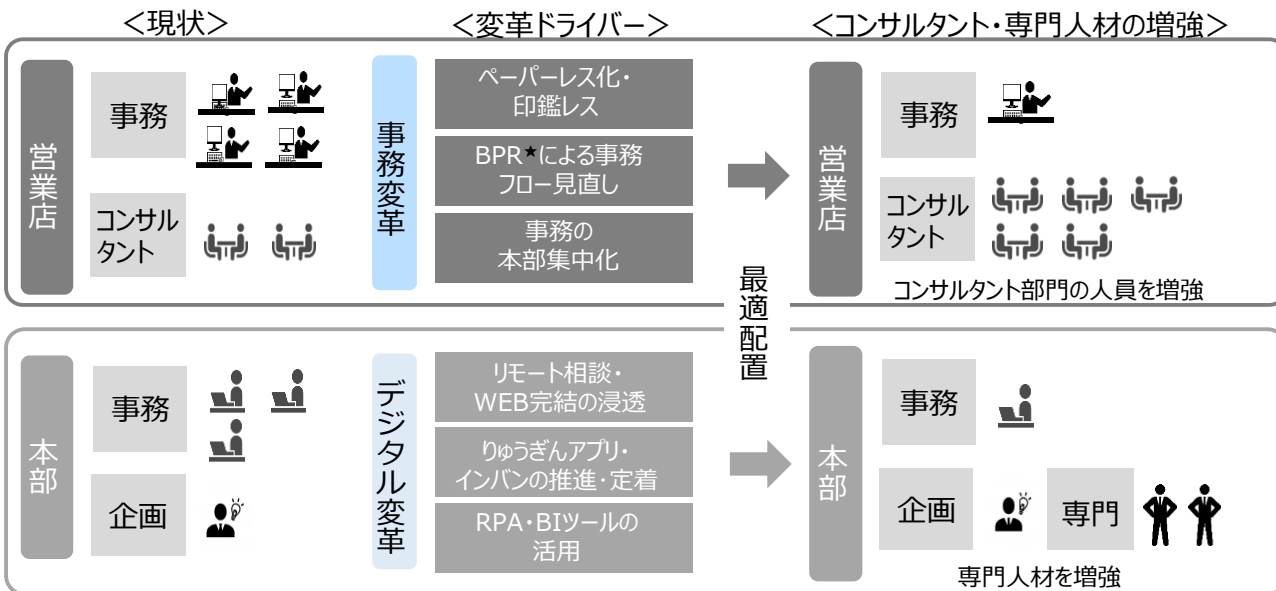 ＜現状＞
＜変革ドライバー＞
＜コンサルタント・専門人材の増強＞
営業店
事務
コンサル
タント
事務変革
ペーパーレス化・
印鑑レス
BPR★による事務
フロー見直し
事務の
本部集中化
営業店
事務
コンサル
タント
コンサルタント部門の人員を増強
最適配置
本部
事務
企画
デジタル変革
リモート相談・
WEB完結の浸透
りゅうぎんアプリ・
インバンの推進・定着
RPA・BIツールの
活用
本部
事務
企画
専門
専門人材を増強